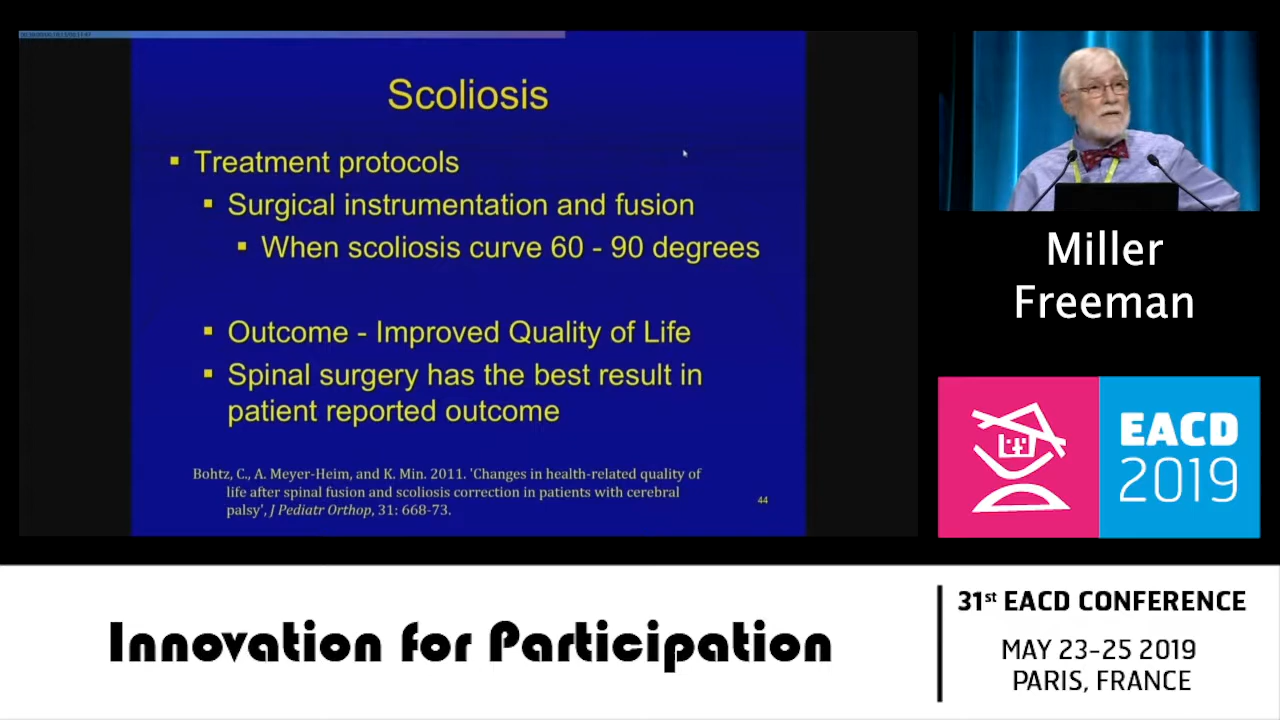 Scoliosis
▪ Treatment protocols
▪ Surgical instrumentation and fusion
▪ When scoliosis curve 60 - 90 degrees
▪ Outcome - Improved Quality of Life
▪ Spinal surgery has the best result in
patient reported outcome
Bohtz, C., A. Meyer-Heim, and K. Min. 2011. 'Changes in health-related quality of
life after spinal fusion and scoliosis correction in patients with cerebral
palsy', J Pediatr Orthop, 31: 668-73.
44
Miller
Freeman
EACD
2019
Innovation for Participation
31st EACD CONFERENCE
MAY 23-25 2019
PARIS, FRANCE